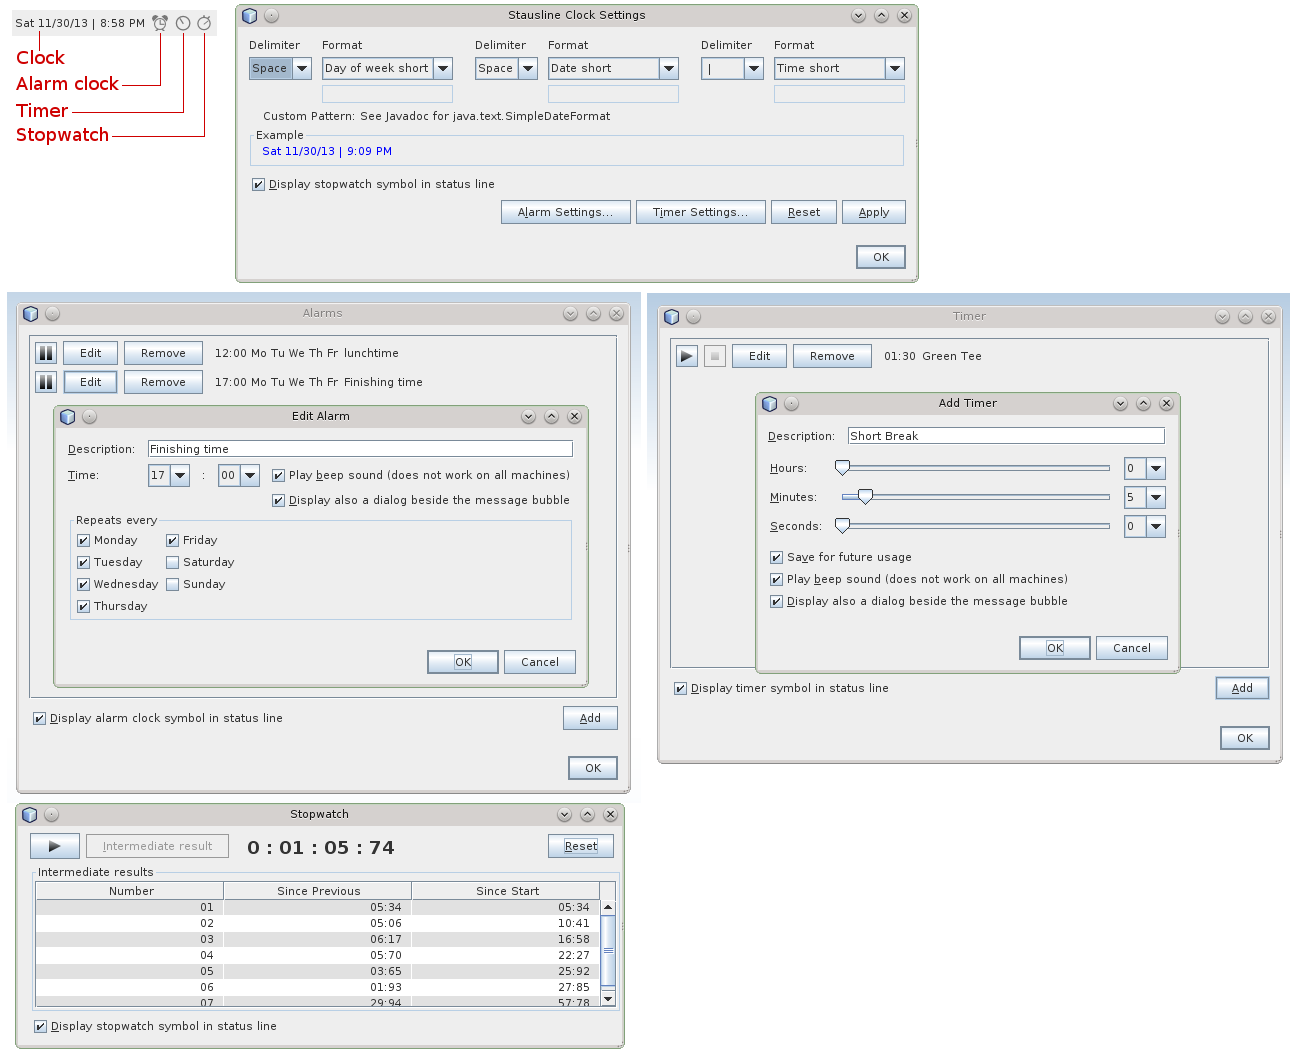 Sat 11/30/13 | 8:58 PM
Clock
Alarm clock
Timer
Stopwatch
Stausline Clock Settings
Delimiter Format Delimiter Format Delimiter Format
Space Day of week short Space Date short | Time short
Custom Pattern: See Javadoc for java.text.SimpleDateFormat
Example
Sat 11/30/13 | 9:09 PM
Display stopwatch symbol in status line
Alarm Settings... Timer Settings... Reset Apply
OK
Alarms
Edit Remove 12:00 Mo Tu We Th Fr lunchtime
Edit Remove 17:00 Mo Tu We Th Fr Finishing time
Edit Alarm
Description: Finishing time
Time: 17 : 00 Play beep sound (does not work on all machines)
Display also a dialog beside the message bubble
Repeats every
Monday Friday
Tuesday Saturday
Wednesday Sunday
Thursday
OK Cancel
Display alarm clock symbol in status line Add
OK
Timer
Edit Remove 01:30 Green Tee
Add Timer
Description: Short Break
Hours: 0
Minutes: 5
Seconds: 0
Save for future usage
Play beep sound (does not work on all machines)
Display also a dialog beside the message bubble
OK Cancel
Display timer symbol in status line Add
OK
Stopwatch
Intermediate result 0 : 01 : 05 : 74 Reset
Intermediate results
Number Since Previous Since Start
01 05:34 05:34
02 05:06 10:41
03 06:17 16:58
04 05:70 22:27
05 03:65 25:92
06 01:93 27:85
07 29:94 57:78
Display stopwatch symbol in status line